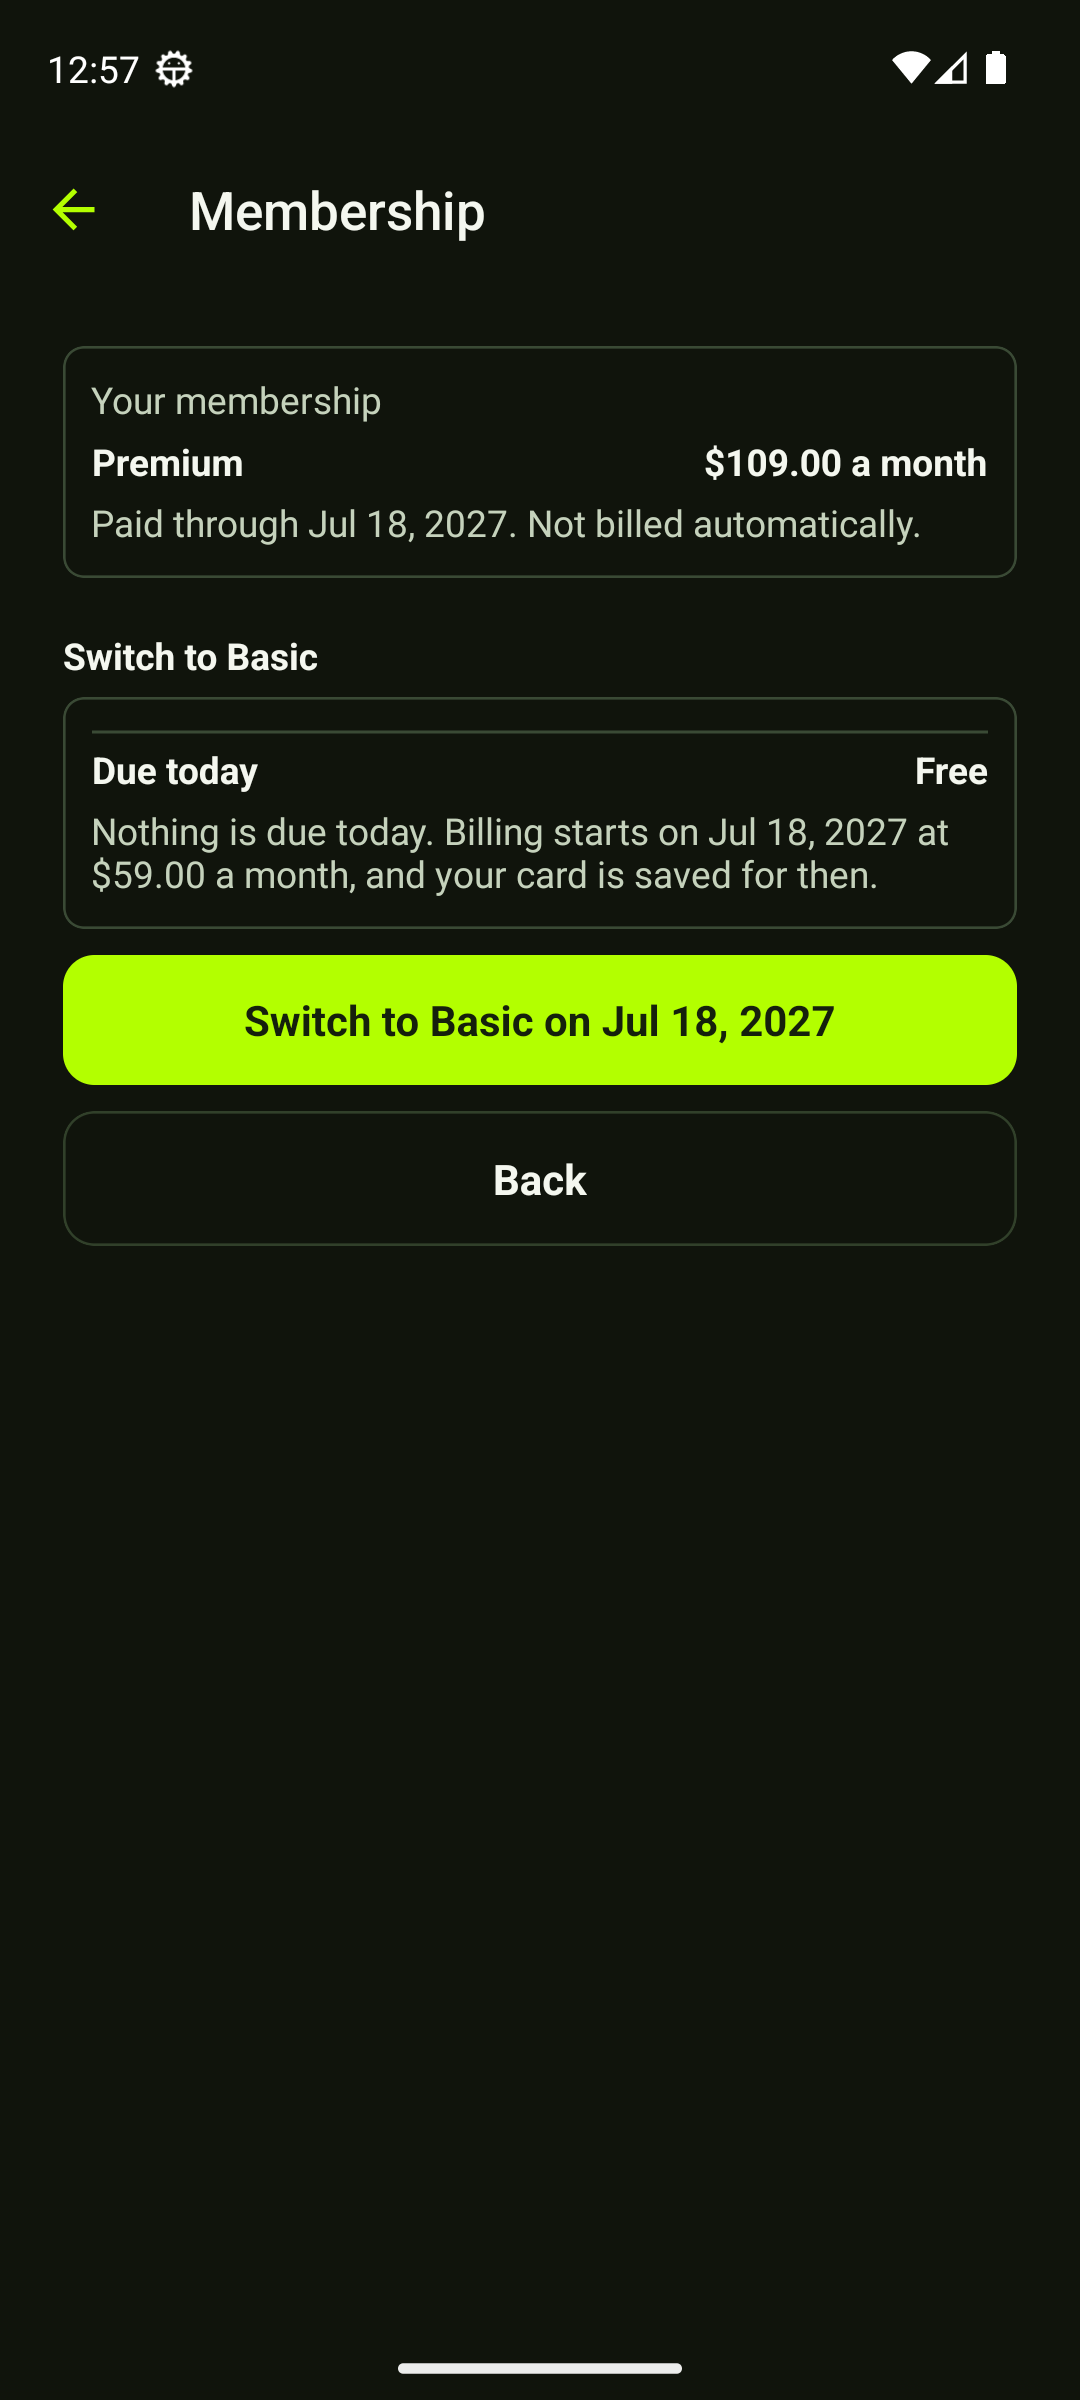 12:57
Membership
Your membership
Premium $109.00 a month
Paid through Jul 18, 2027. Not billed automatically.
Switch to Basic
Due today Free
Nothing is due today. Billing starts on Jul 18, 2027 at
$59.00 a month, and your card is saved for then.
Switch to Basic on Jul 18, 2027
Back